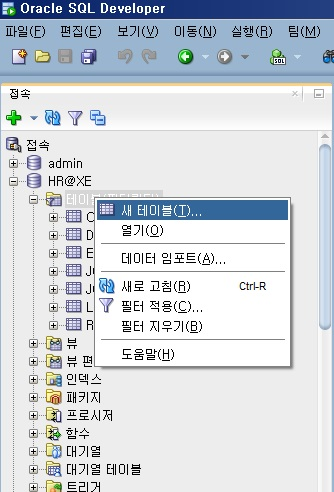 Oracle SQL Developer
파일(F) 편집(E) 보기(V) 이동(N) 실행(R) 팀(M)
SQL
접속
접속
admin
HR@XE
C
D
E
J
J
L
R
새 테이블(T)...
열기(O)
데이터 임포트(A)...
새로 고침(R) Ctrl-R
필터 적용(C)...
필터 지우기(B)
도움말(H)
뷰
뷰 편
인덱스
패키지
프로시저
함수
대기열
대기열 테이블
트리거